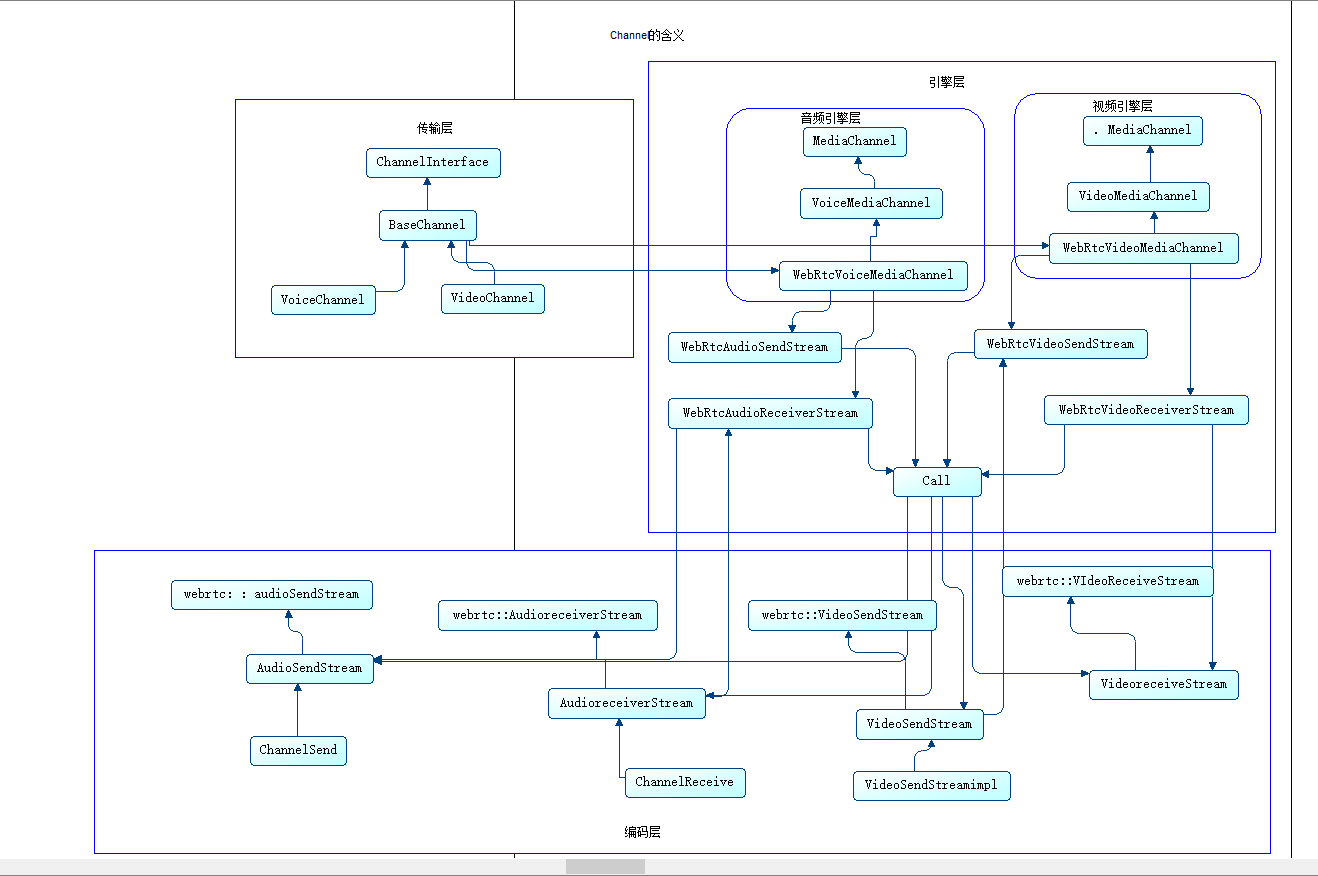 Channel的含义
引擎层
传输层
ChannelInterface
BaseChannel
VoiceChannel
VideoChannel
音频引擎层
MediaChannel
VoiceMediaChannel
WebRtcVoiceMediaChannel
视频引擎层
. MediaChannel
VideoMediaChannel
WebRtcVideoMediaChannel
WebRtcAudioSendStream
WebRtcVideoSendStream
WebRtcAudioReceiverStream
WebRtcVideoReceiverStream
Call
webrtc: : audioSendStream
webrtc::AudioreceiverStream
webrtc::VideoSendStream
webrtc::VIdeoReceiveStream
AudioSendStream
AudioreceiverStream
VideoSendStream
VideoreceiveStream
ChannelSend
ChannelReceive
VideoSendStreamimpl
编码层